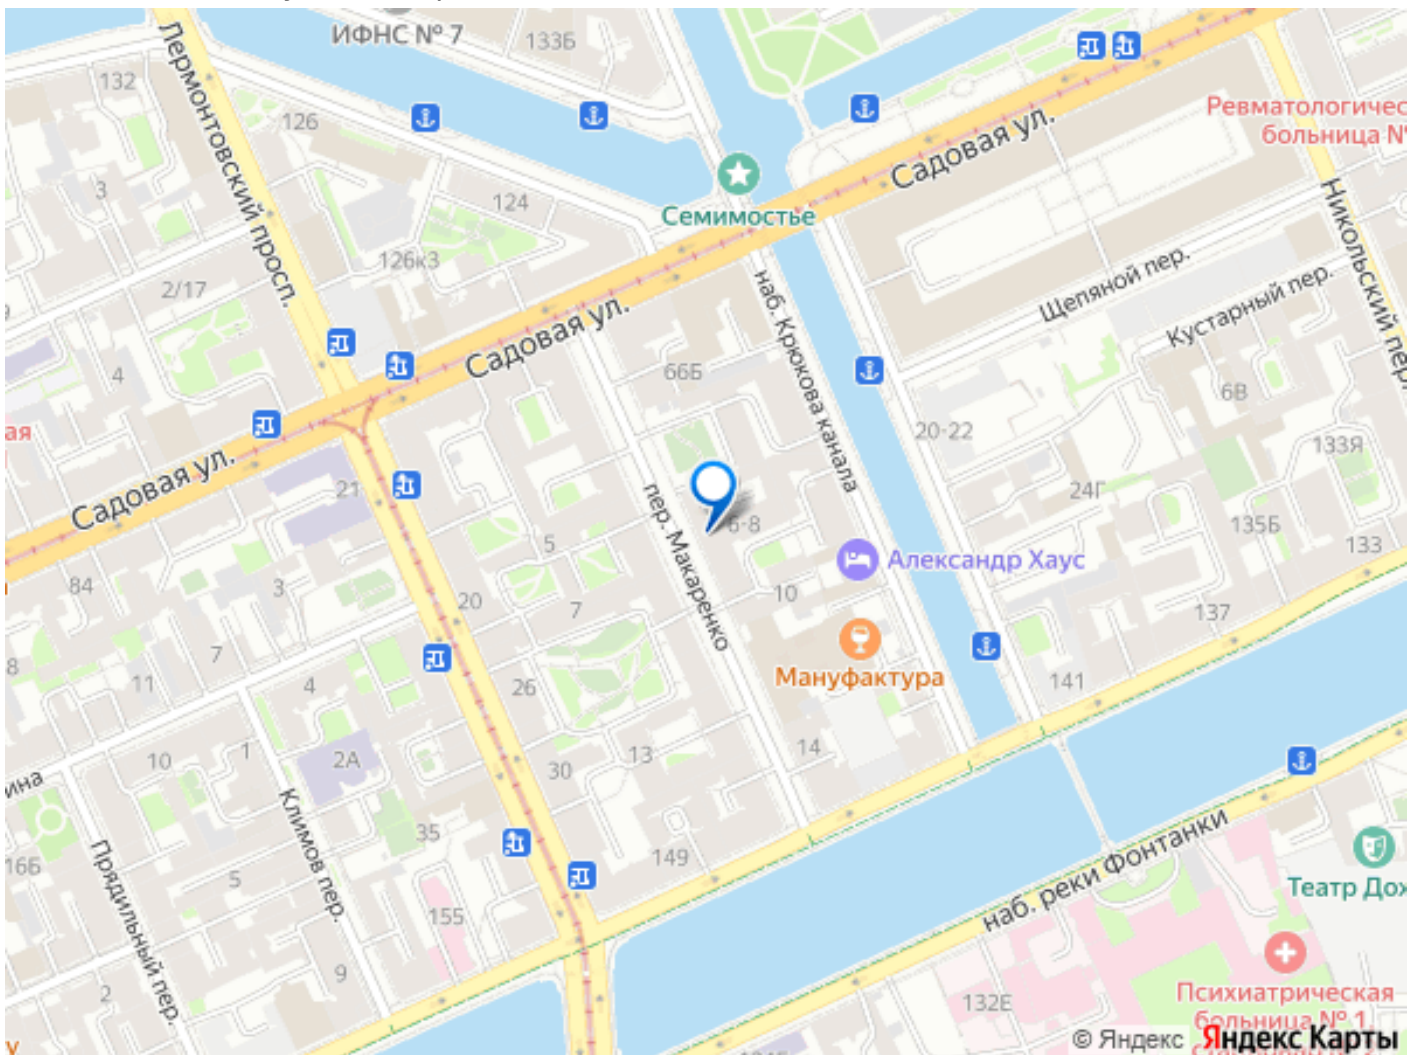 ИФНС № 7
133Б
Лермонтовский просп.
132
126
Ревматологичес
больница №
Садовая ул.
3
124
Семимостье
Никольский пер.
126к3
2/17
Щепяной пер.
наб. Крюкова канала
Кустарный пер.
Садовая ул.
4
66Б
6В
ая
20-22
133Я
Садовая ул.
21
24Г
6-8
135Б
пер. Макаренко
5
133
Александр Хаус
84
3
20
7
10
137
8
7
Мануфактура
11
4
26
141
1
10
2А
13
14
30
ина
Климов пер.
35
149
наб. реки Фонтанки
16Б
Прядильный пер.
5
Театр Дож
155
9
2
132Е
Психиатрическая
больница № 1
© Яндекс Яндекс Карты
у